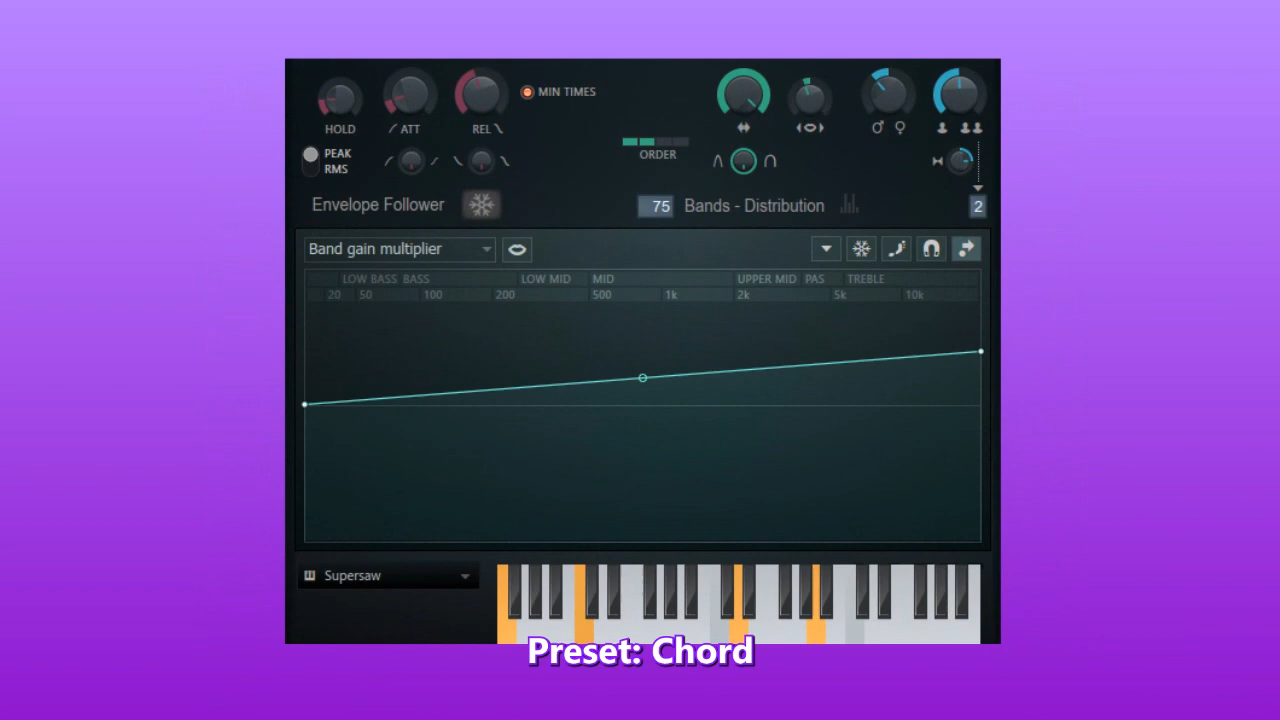 MIN TIMES
HOLD ATT REL
PEAK
RMS
ORDER
Envelope Follower 75 Bands - Distribution 2
Band gain multiplier
LOW BASS BASS LOW MID MID UPPER MID PAS TREBLE
20 50 100 200 500 1k 2k 5k 10k
Supersaw
Preset: Chord